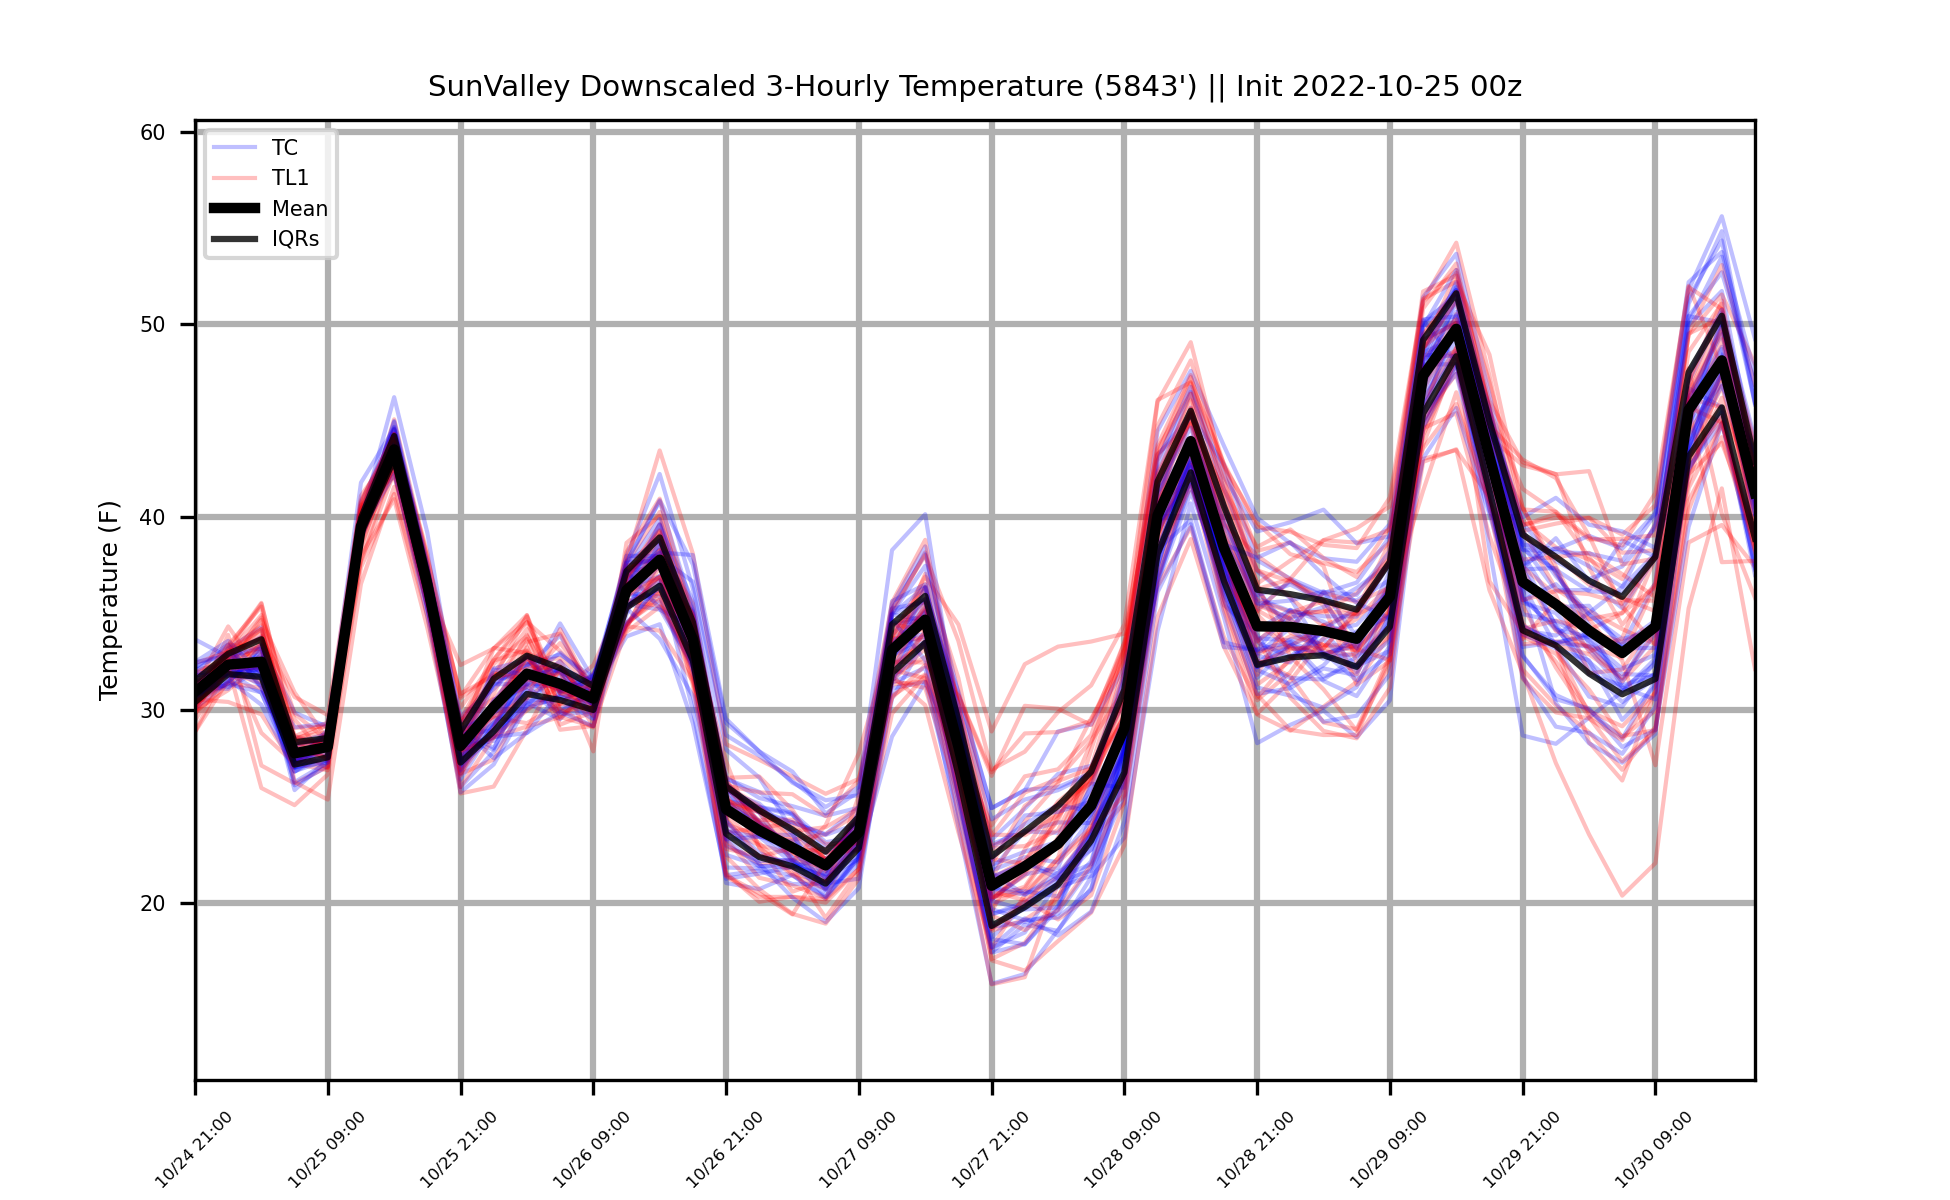 SunValley Downscaled 3-Hourly Temperature (5843') || Init 2022-10-25 00z
TC
TL1
Mean
IQRs
Temperature (F)
60
50
40
30
20
10/24 21:00
10/25 09:00
10/25 21:00
10/26 09:00
10/26 21:00
10/27 09:00
10/27 21:00
10/28 09:00
10/28 21:00
10/29 09:00
10/29 21:00
10/30 09:00